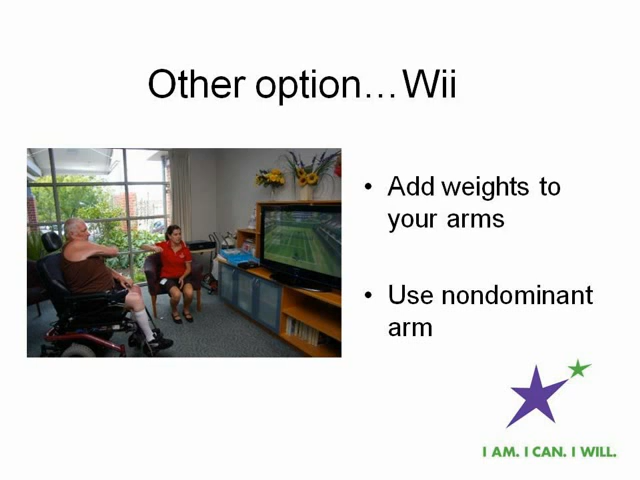 Other option…Wii
• Add weights to
your arms
• Use nondominant
arm
I AM. I CAN. I WILL.